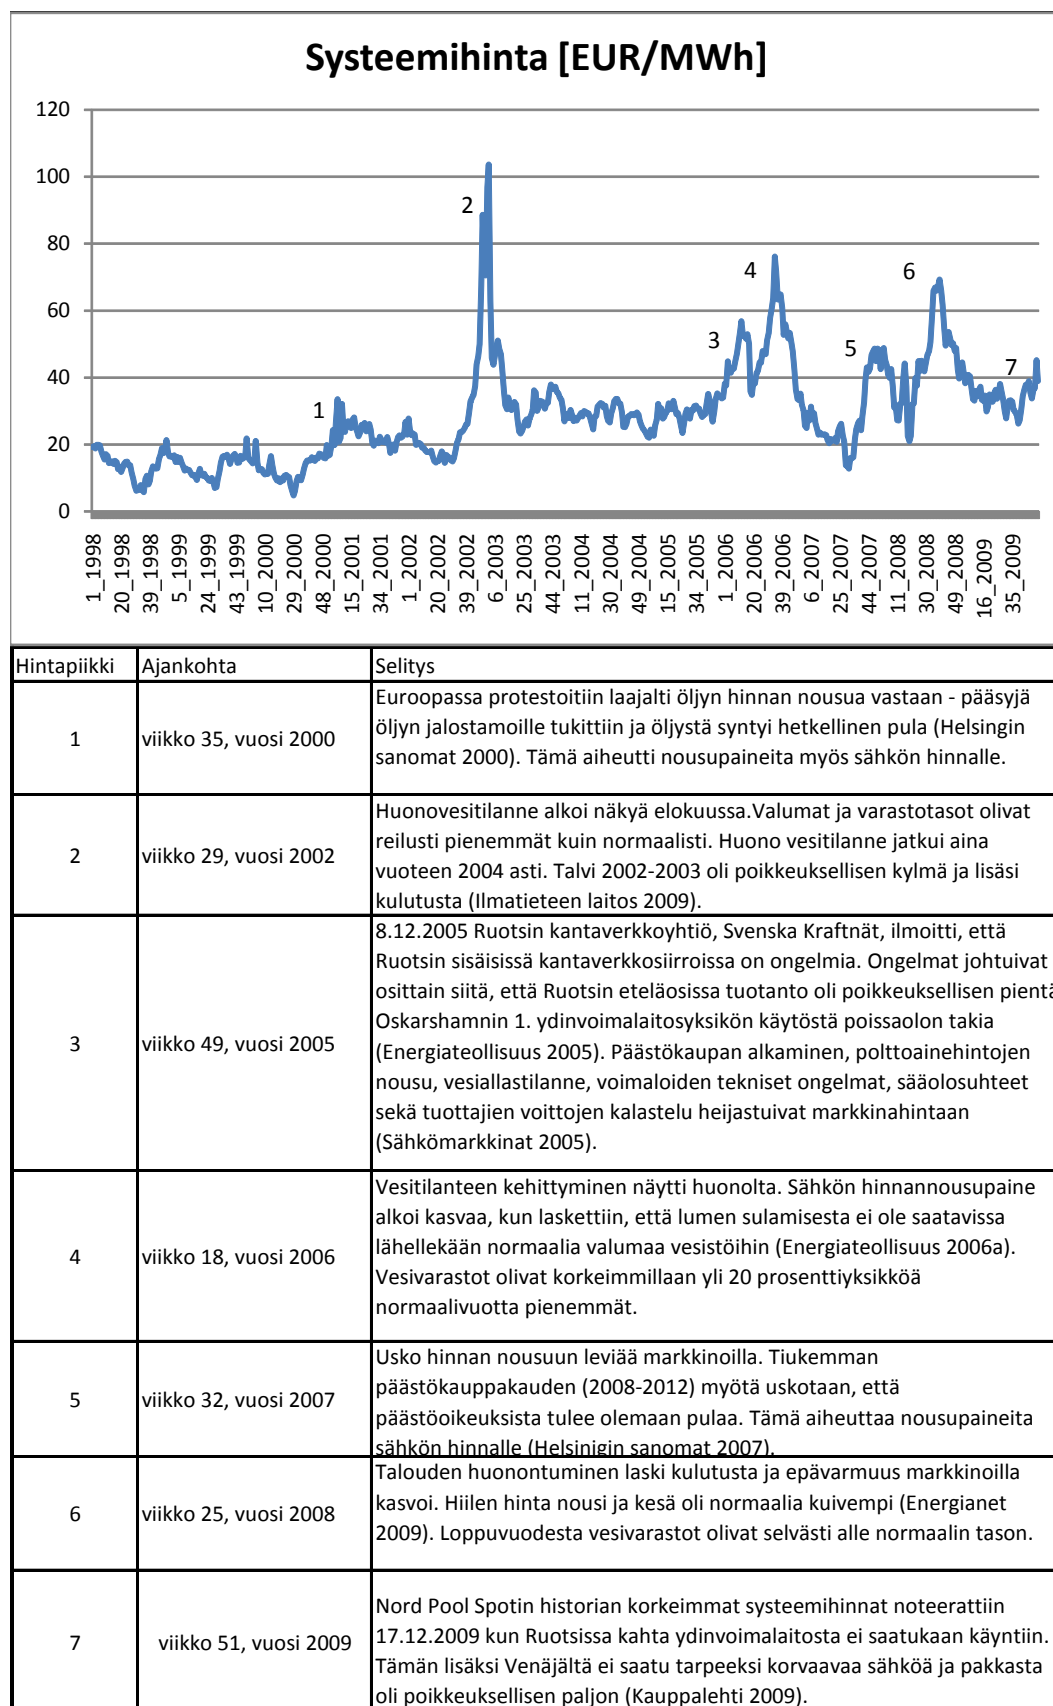 Systeemihinta [EUR/MWh]
120
100
80
60
40
20
0
1
2
3
4
5
6
7
1_1998
20_1998
39_1998
5_1999
24_1999
43_1999
10_2000
29_2000
48_2000
15_2001
34_2001
1_2002
20_2002
39_2002
6_2003
25_2003
44_2003
11_2004
30_2004
44_2004
15_2005
34_2005
1_2006
20_2006
39_2006
6_2007
25_2007
44_2007
11_2008
30_2008
49_2008
16_2009
35_2009
Hintapiikki Ajankohta Selitys
1 viikko 35, vuosi 2000
Euroopassa protestoitiin laajalti öljyn hinnan nousua vastaan - pääsyjä
öljyn jalostamoille tukittiin ja öljystä syntyi hetkellinen pula (Helsingin
sanomat 2000). Tämä aiheutti nousupaineita myös sähkön hinnalle.
2 viikko 29, vuosi 2002
Huonovesitilanne alkoi näkyä elokuussa.Valumat ja varastotasot olivat
reilusti pienemmät kuin normaalisti. Huono vesitilanne jatkui aina
vuoteen 2004 asti. Talvi 2002-2003 oli poikkeuksellisen kylmä ja lisäsi
kulutusta (Ilmatieteen laitos 2009).
3 viikko 49, vuosi 2005
8.12.2005 Ruotsin kantaverkkoyhtiö, Svenska Kraftnät, ilmoitti, että
Ruotsin sisäisissä kantaverkkosiirroissa on ongelmia. Ongelmat johtuivat
osittain siitä, että Ruotsin eteläosissa tuotanto oli poikkeuksellisen pientä
Oskarshamnin 1. ydinvoimalaitosyksikön käytöstä poissaolon takia
(Energiateollisuus 2005). Päästökaupan alkaminen, polttoainehintojen
nousu, vesiallastilanne, voimaloiden tekniset ongelmat, sääolosuhteet
sekä tuottajien voittojen kalastelu heijastuivat markkinahintaan
(Sähkömarkkinat 2005).
4 viikko 18, vuosi 2006
Vesitilanteen kehittyminen näytti huonolta. Sähkön hinnannousupaine
alkoi kasvaa, kun laskettiin, että lumen sulamisesta ei ole saatavissa
lähellekään normaalia valumaa vesistöihin (Energiateollisuus 2006a).
Vesivarastot olivat korkeimmillaan yli 20 prosenttiyksikköä
normaalivuotta pienemmät.
5 viikko 32, vuosi 2007
Usko hinnan nousuun leviää markkinoilla. Tiukemman
päästökauppakauden (2008-2012) myötä uskotaan, että
päästöoikeuksista tulee olemaan pulaa. Tämä aiheuttaa nousupaineita
sähkön hinnalle (Helsinigin sanomat 2007).
6 viikko 25, vuosi 2008
Talouden huonontuminen laski kulutusta ja epävarmuus markkinoilla
kasvoi. Hiilen hinta nousi ja kesä oli normaalia kuivempi (Energianet
2009). Loppuvuodesta vesivarastot olivat selvästi alle normaalin tason.
7 viikko 51, vuosi 2009
Nord Pool Spotin historian korkeimmat systeemihinnat noteerattiin
17.12.2009 kun Ruotsissa kahta ydinvoimalaitosta ei saatukaan käyntiin.
Tämän lisäksi Venäjältä ei saatu tarpeeksi korvaavaa sähköä ja pakkasta
oli poikkeuksellisen paljon (Kauppalehti 2009).